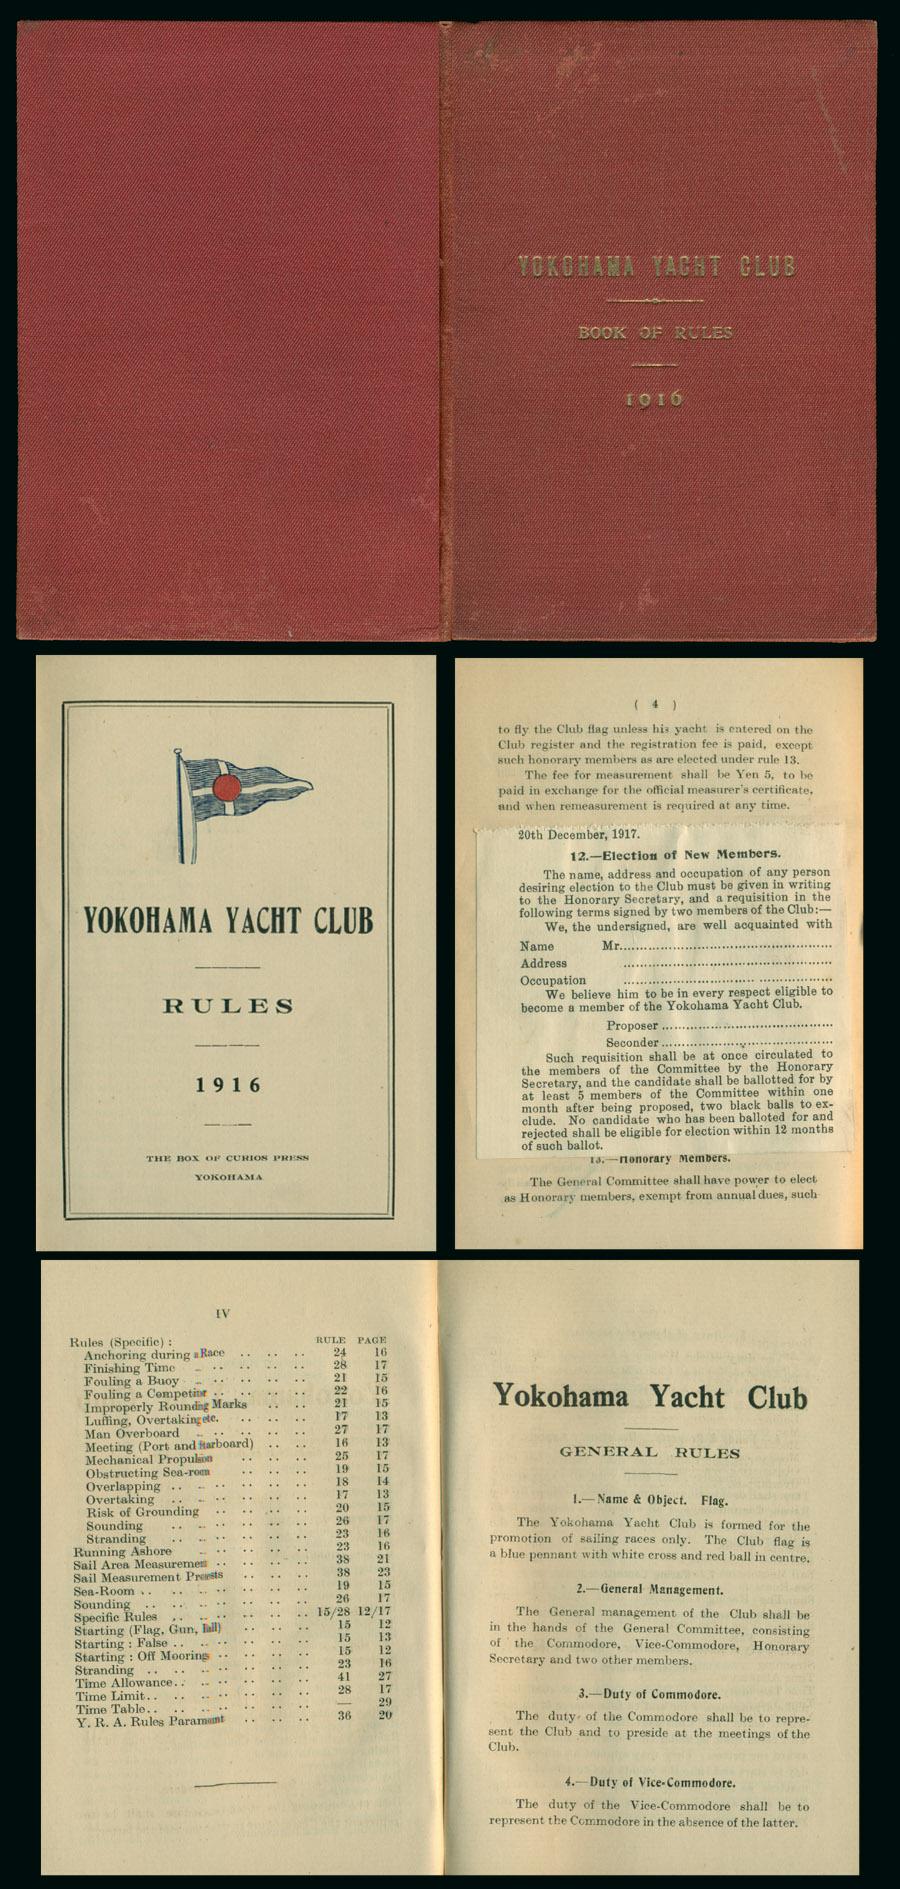 YOKOHAMA YACHT CLUB
BOOK OF RULES
1916
YOKOHAMA YACHT CLUB
RULES
1916
THE BOX OF CURIOS PRESS
YOKOHAMA
( 4 )
to fly the Club flag unless his yacht is entered on the
Club register and the registration fee is paid, except
such honorary members as are elected under rule 13.
The fee for measurement shall be Yen 5, to be
paid in exchange for the official measurer's certificate,
and when remeasurement is required at any time.
20th December, 1917.
12.—Election of New Members.
The name, address and occupation of any person
desiring election to the Club must be given in writing
to the Honorary Secretary, and a requisition in the
following terms signed by two members of the Club:—
We, the undersigned, are well acquainted with
Name Mr.......................................................
Address .......................................................
Occupation .......................................................
We believe him to be in every respect eligible to
become a member of the Yokohama Yacht Club.
Proposer .............................................
Seconder .............................................
Such requisition shall be at once circulated to
the members of the Committee by the Honorary
Secretary, and the candidate shall be ballotted for by
at least 5 members of the Committee within one
month after being proposed, two black balls to ex-
clude. No candidate who has been balloted for and
rejected shall be eligible for election within 12 months
of such ballot.
13.—Honorary Members.
The General Committee shall have power to elect
as Honorary members, exempt from annual dues, such
IV
Rules (Specific) : RULE PAGE
Anchoring during a Race .. .. .. 24 16
Finishing Time .. .. .. .. 28 17
Fouling a Buoy .. .. .. .. 21 15
Fouling a Competitor .. .. .. 22 16
Improperly Rounding Marks .. .. 21 15
Luffing, Overtaking etc. .. .. .. 17 13
Man Overboard .. .. .. .. 27 17
Meeting (Port and Starboard) .. .. 16 13
Mechanical Propulsion .. .. .. 25 17
Obstructing Sea-room .. .. .. 19 15
Overlapping .. .. .. .. .. 18 14
Overtaking .. .. .. .. .. 17 13
Risk of Grounding .. .. .. .. 20 15
Sounding .. .. .. .. .. 26 17
Stranding .. .. .. .. .. 23 16
Running Ashore .. .. .. .. 23 16
Sail Area Measurement .. .. .. 38 21
Sail Measurement Protests .. .. .. 38 23
Sea-Room .. .. .. .. .. 19 15
Sounding .. .. .. .. .. 26 17
Specific Rules .. .. .. .. .. 15/28 12/17
Starting (Flag, Gun, Ball) .. .. .. 15 12
Starting : False .. .. .. .. .. 15 13
Starting : Off Mooring .. .. .. 15 12
Stranding .. .. .. .. .. 23 16
Time Allowance .. .. .. .. .. 41 27
Time Limit .. .. .. .. .. 28 17
Time Table .. .. .. .. .. — 29
Y. R. A. Rules Paramount .. .. .. 36 20
Yokohama Yacht Club
GENERAL RULES
1.—Name & Object. Flag.
The Yokohama Yacht Club is formed for the
promotion of sailing races only. The Club flag is
a blue pennant with white cross and red ball in centre.
2.—General Management.
The General management of the Club shall be
in the hands of the General Committee, consisting
of the Commodore, Vice-Commodore, Honorary
Secretary and two other members.
3.—Duty of Commodore.
The duty of the Commodore shall be to repre-
sent the Club and to preside at the meetings of the
Club.
4.—Duty of Vice-Commodore.
The duty of the Vice-Commodore shall be to
represent the Commodore in the absence of the latter.